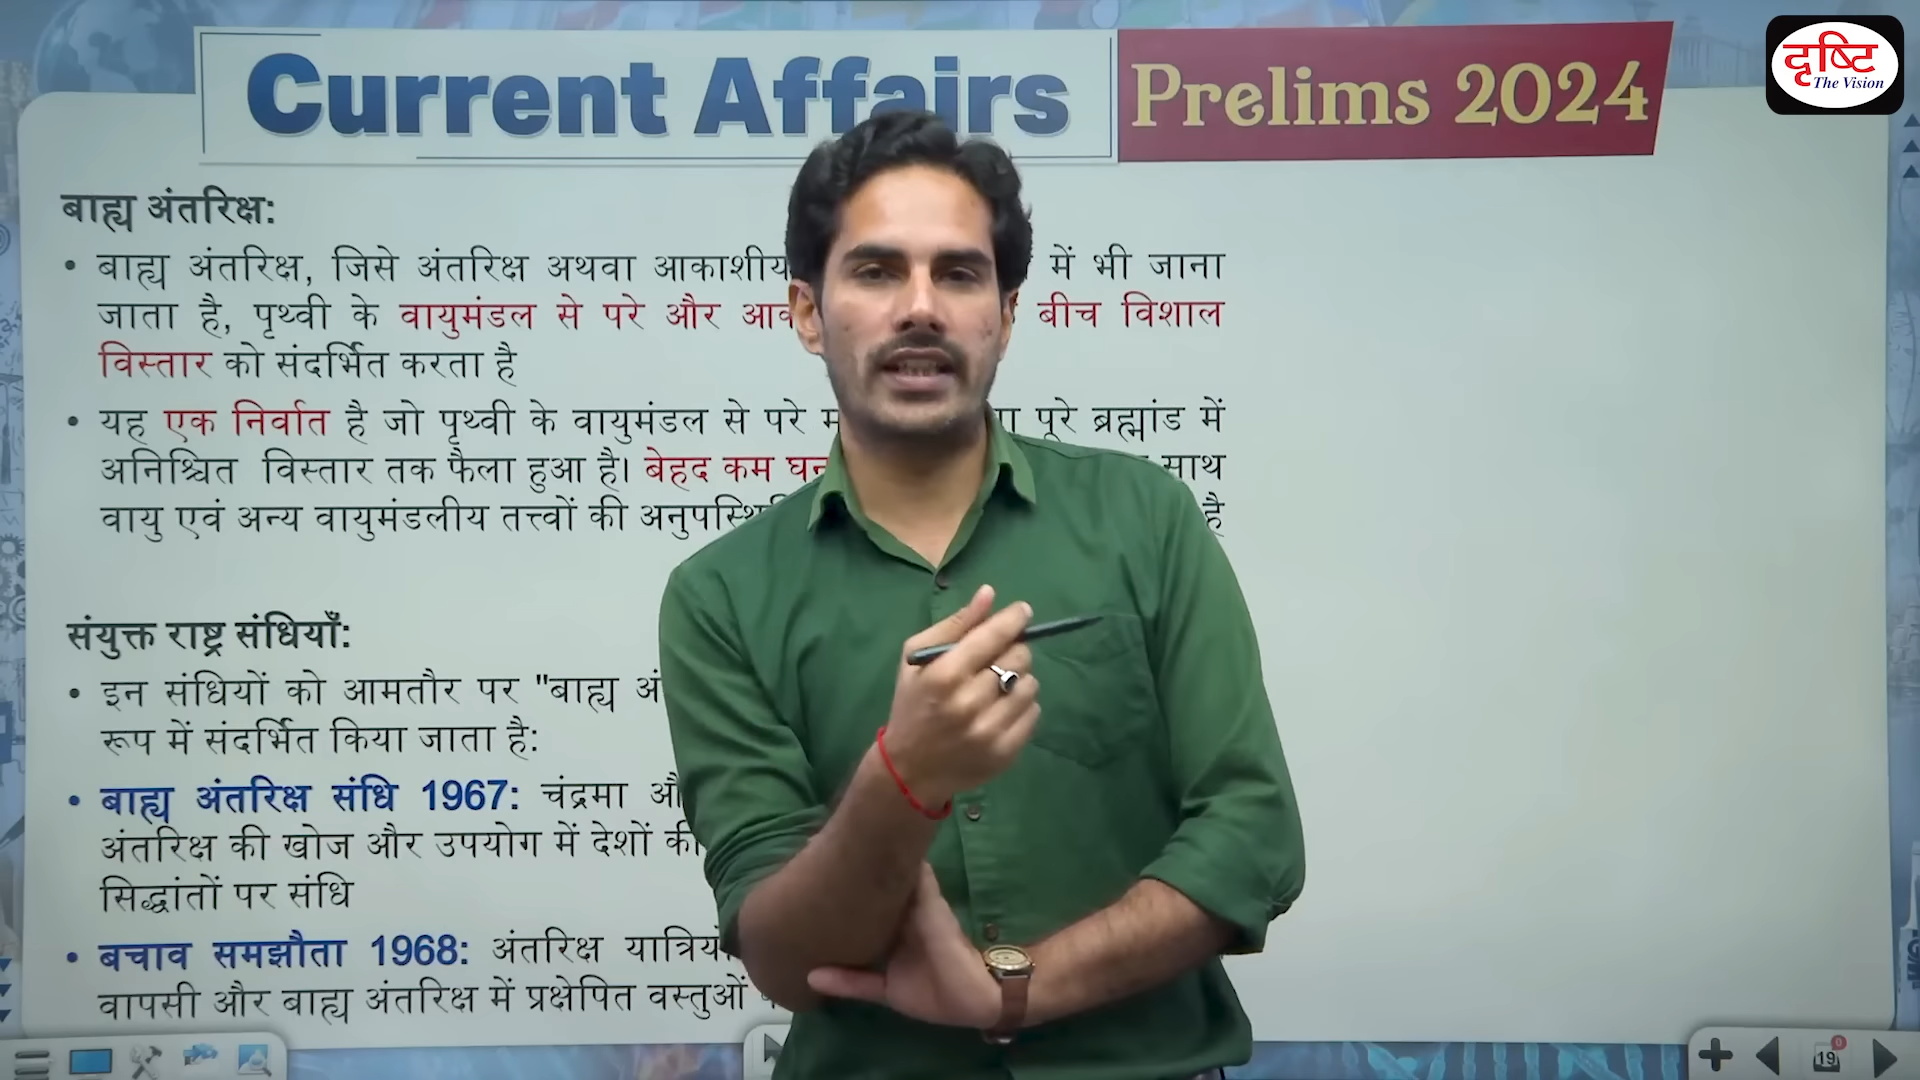 Current Affairs Prelims 2024
दृष्टि
The Vision
बाह्य अंतरिक्ष:
• बाह्य अंतरिक्ष, जिसे अंतरिक्ष अथवा आकाशीय में भी जाना
जाता है, पृथ्वी के वायुमंडल से परे और बीच विशाल
विस्तार को संदर्भित करता है
• यह एक निर्वात है जो पृथ्वी के वायुमंडल से परे पूरे ब्रह्मांड में
अनिश्चित विस्तार तक फैला हुआ है। बेहद कम साथ
वायु एवं अन्य वायुमंडलीय तत्त्वों की है
संयुक्त राष्ट्र संधियाँ:
• इन संधियों को आमतौर पर "बाह्य
रूप में संदर्भित किया जाता है:
• बाह्य अंतरिक्ष संधि 1967: चंद्रमा
अंतरिक्ष की खोज और उपयोग में देशों की
सिद्धांतों पर संधि
• बचाव समझौता 1968: अंतरिक्ष
वापसी और बाह्य अंतरिक्ष में प्रक्षेपित वस्तुओं
19
0